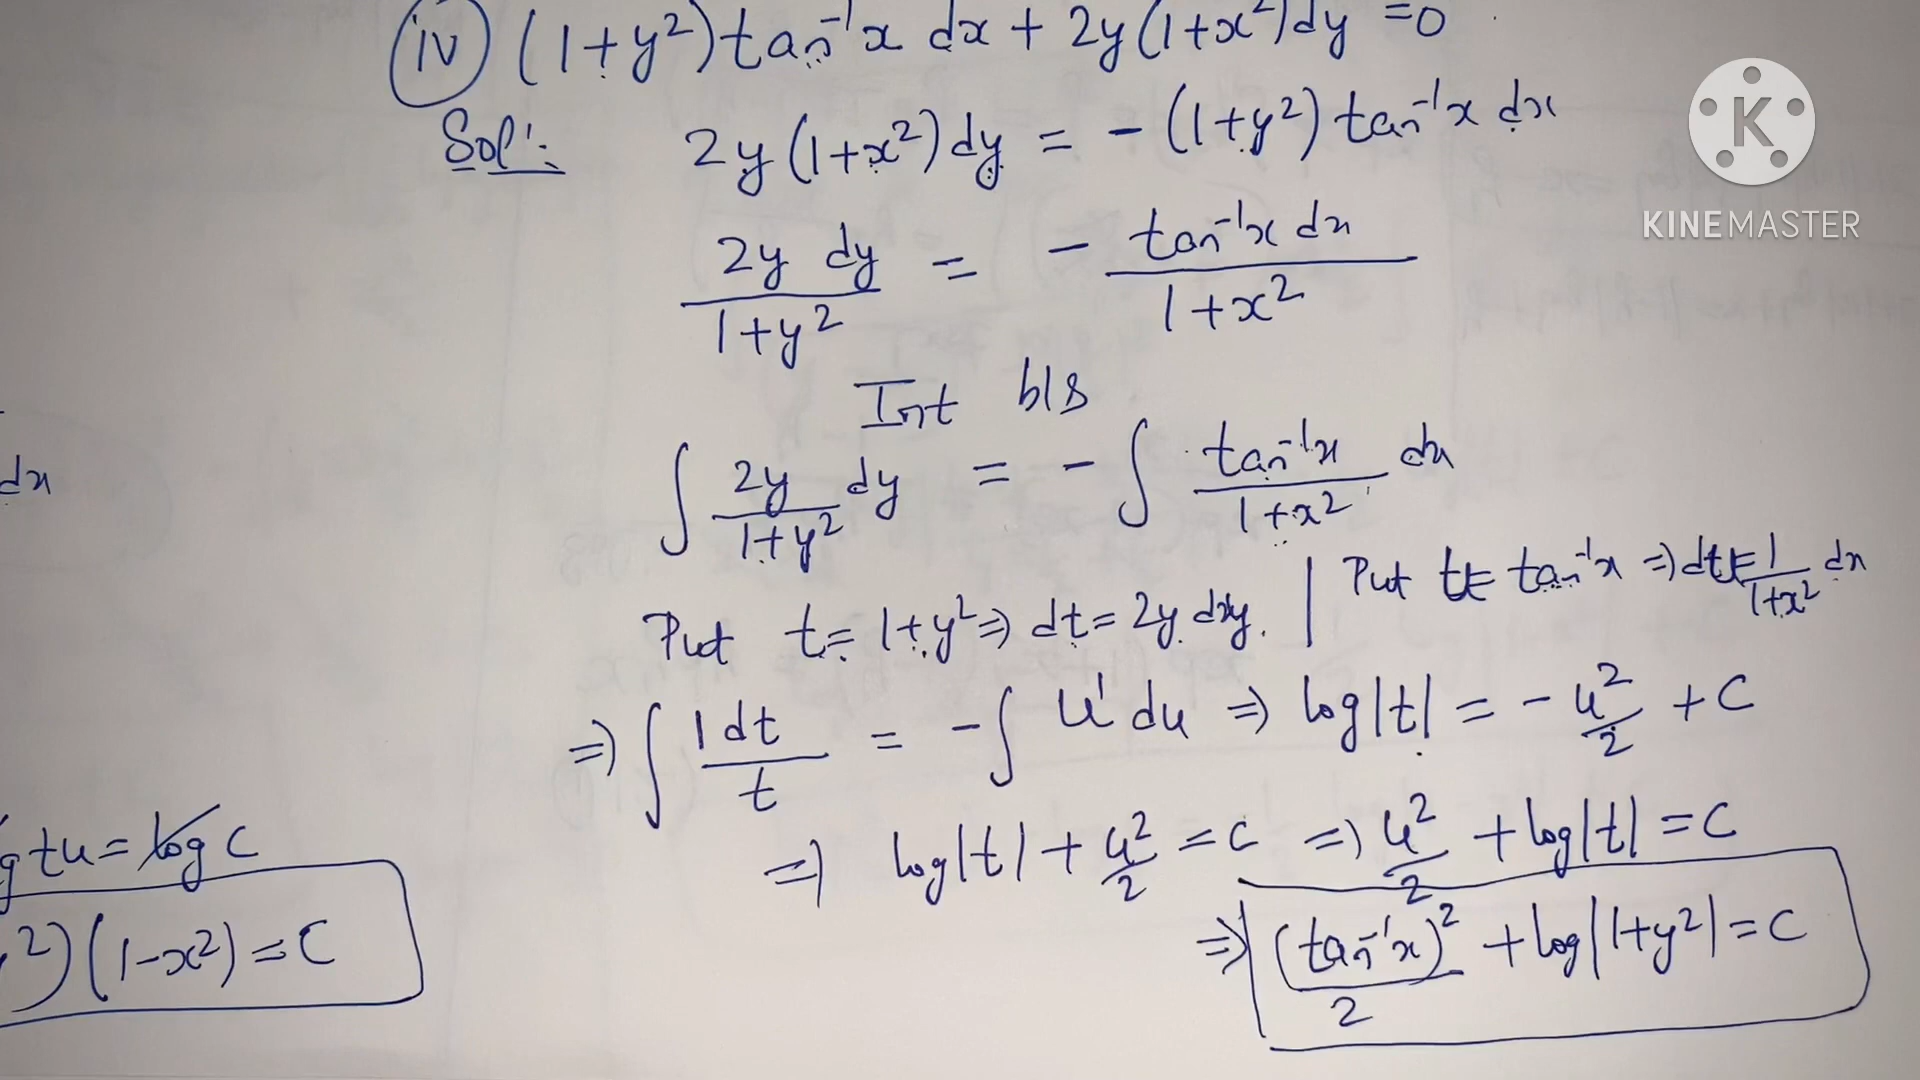 (iv) (1+y²) tan⁻¹x dx + 2y(1+x²)dy = 0
Sol: 2y(1+x²)dy = -(1+y²) tan⁻¹x dx
K
KINEMASTER
2y dy / 1+y² = - tan⁻¹x dx / 1+x²
Int b/s
∫ 2y/1+y² dy = - ∫ tan⁻¹x/1+x² dx
dx
Put t = 1+y² ⇒ dt = 2y dy. | Put t = tan⁻¹x ⇒ dt = 1/1+x² dx
⇒ ∫ 1 dt/t = - ∫ u¹ du ⇒ log|t| = - u²/2 + C
⇒ log|t| + u²/2 = C ⇒ u²/2 + log|t| = C
g tu = log C
²)(1-x²) = C
⇒ (tan⁻¹x)²/2 + log|1+y²| = C